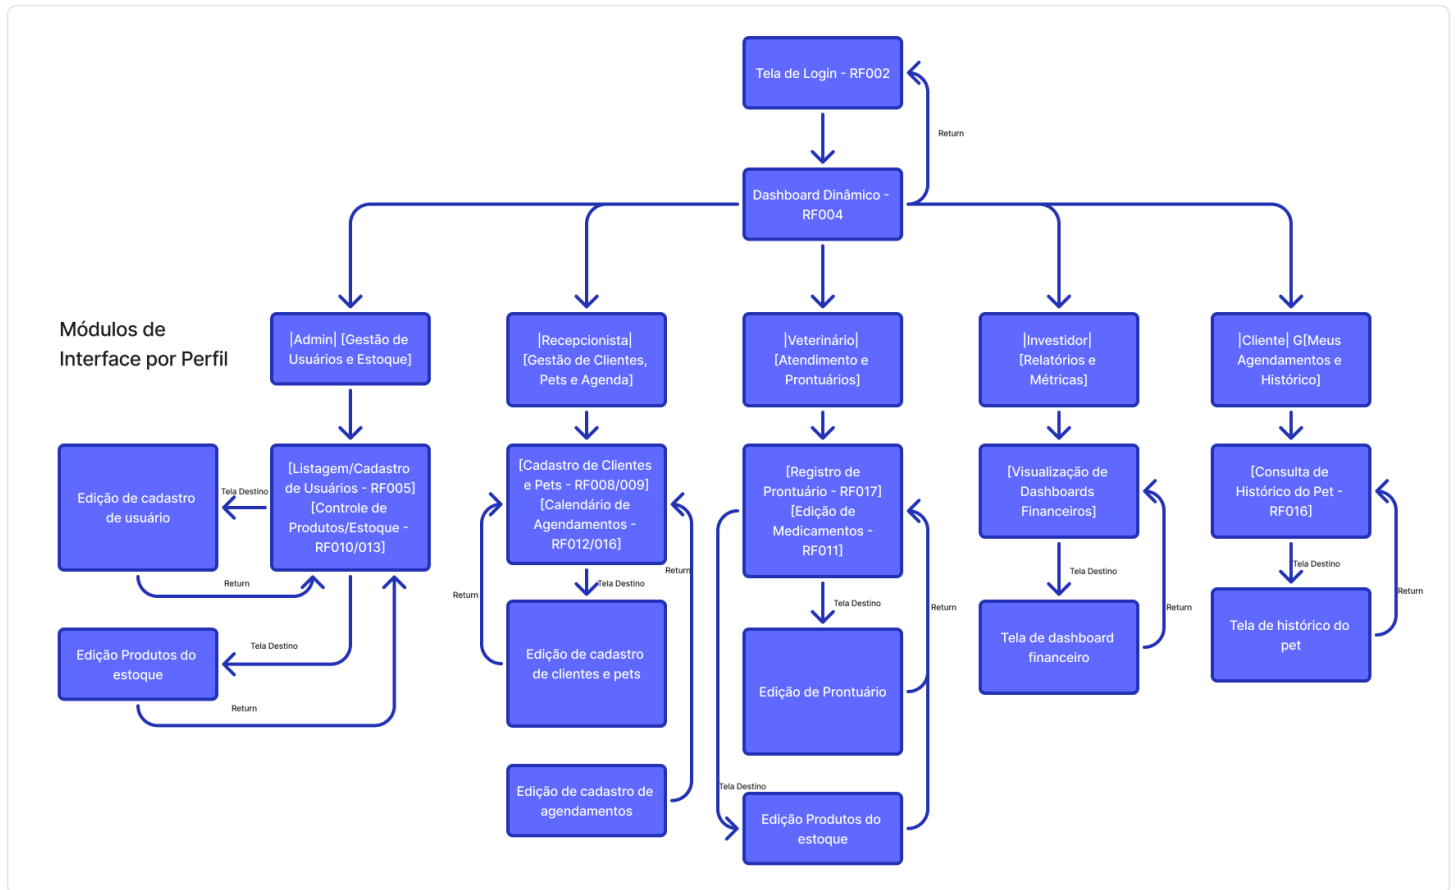 Tela de Login - RF002
Return
Dashboard Dinâmico -
RF004
Módulos de
Interface por Perfil
|Admin| [Gestão de
Usuários e Estoque]
|Recepcionista|
[Gestão de Clientes,
Pets e Agenda]
|Veterinário|
[Atendimento e
Prontuários]
|Investidor|
[Relatórios e
Métricas]
|Cliente| G[Meus
Agendamentos e
Histórico]
Edição de cadastro
de usuário
Tela Destino
[Listagem/Cadastro
de Usuários - RF005]
[Controle de
Produtos/Estoque -
RF010/013]
Return
Edição Produtos do
estoque
Tela Destino
Return
[Cadastro de Clientes
e Pets - RF008/009]
[Calendário de
Agendamentos -
RF012/016]
Tela Destino
Return
Return
Edição de cadastro
de clientes e pets
Edição de cadastro de
agendamentos
[Registro de
Prontuário - RF017]
[Edição de
Medicamentos -
RF011]
Tela Destino
Return
Edição de Prontuário
Tela Destino
Edição Produtos do
estoque
[Visualização de
Dashboards
Financeiros]
Tela Destino
Return
Tela de dashboard
financeiro
[Consulta de
Histórico do Pet -
RF016]
Tela Destino
Return
Tela de histórico do
pet